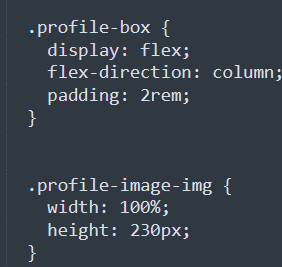 .profile-box {
  display: flex;
  flex-direction: column;
  padding: 2rem;
}
.profile-image-img {
  width: 100%;
  height: 230px;
}